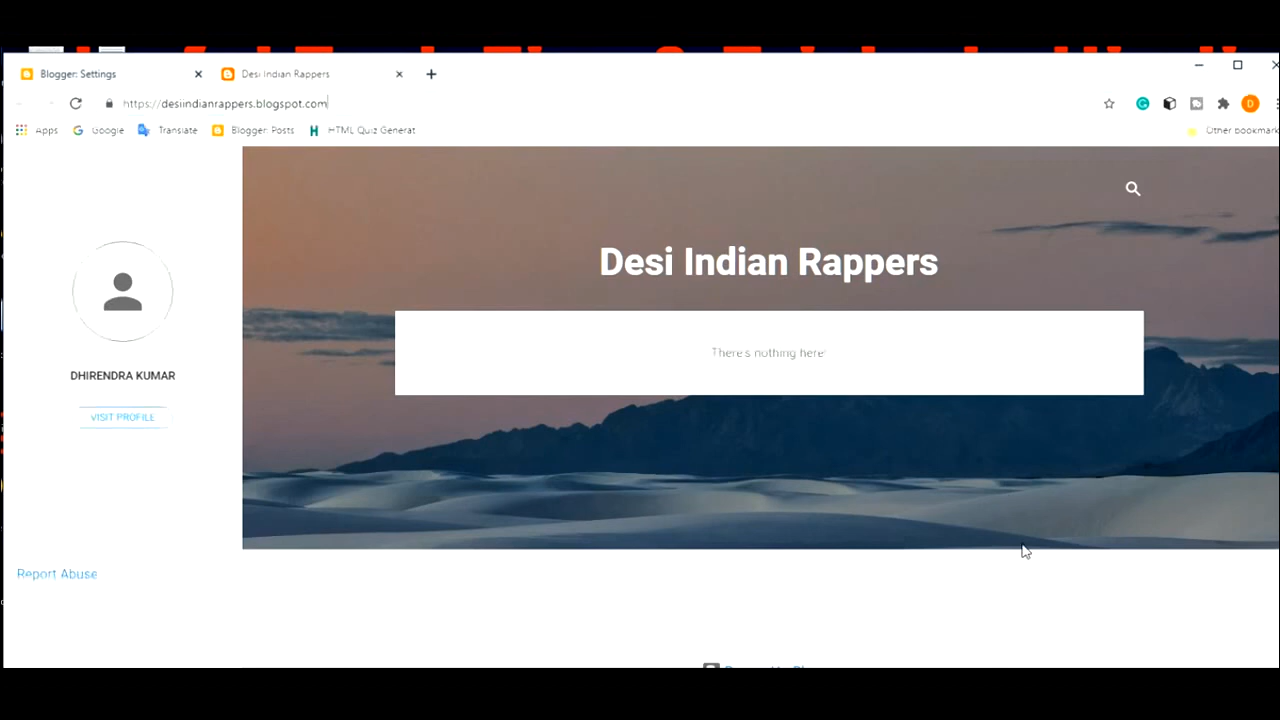 Blogger: Settings
Desi Indian Rappers
https://desiindianrappers.blogspot.com
D
Apps
Google
Translate
Blogger: Posts
HTML Quiz Generat
Other bookmark
Desi Indian Rappers
There's nothing here!
DHIRENDRA KUMAR
VISIT PROFILE
Report Abuse